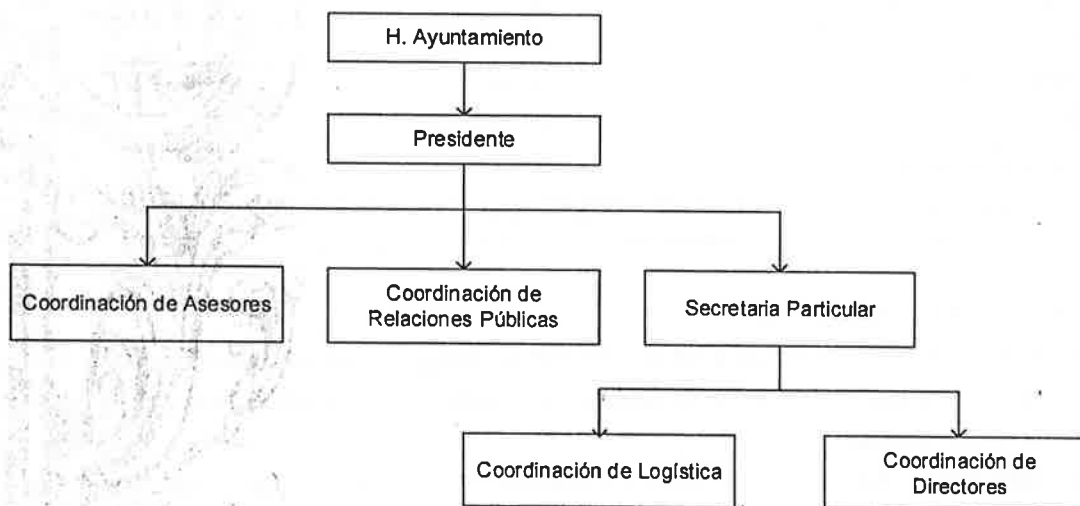 H. Ayuntamiento
Presidente
Coordinación de Asesores
Coordinación de
Relaciones Públicas
Secretaria Particular
Coordinación de Logística
Coordinación de
Directores